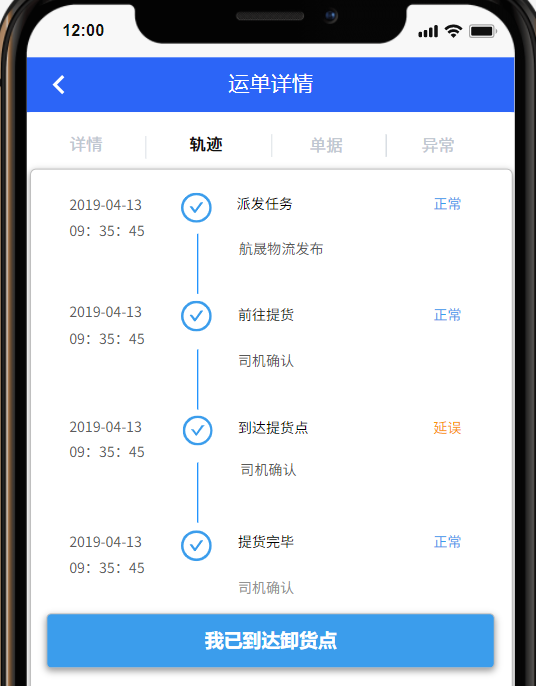 12:00
运单详情
详情
轨迹
单据
异常
2019-04-13
09：35：45
派发任务
正常
航晟物流发布
2019-04-13
09：35：45
前往提货
正常
司机确认
2019-04-13
09：35：45
到达提货点
延误
司机确认
2019-04-13
09：35：45
提货完毕
正常
司机确认
我已到达卸货点